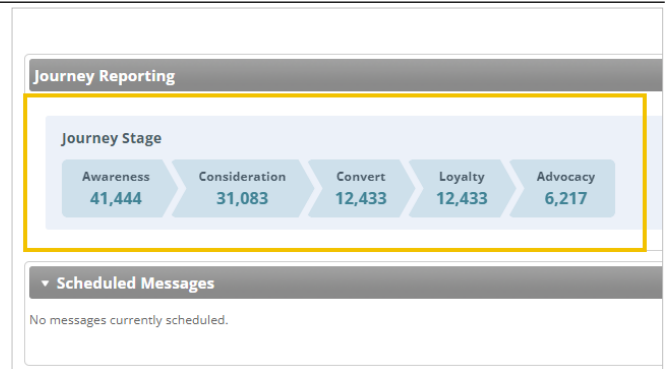 Journey Reporting
Journey Stage
Awareness Consideration Convert Loyalty Advocacy
41,444 31,083 12,433 12,433 6,217
Scheduled Messages
No messages currently scheduled.